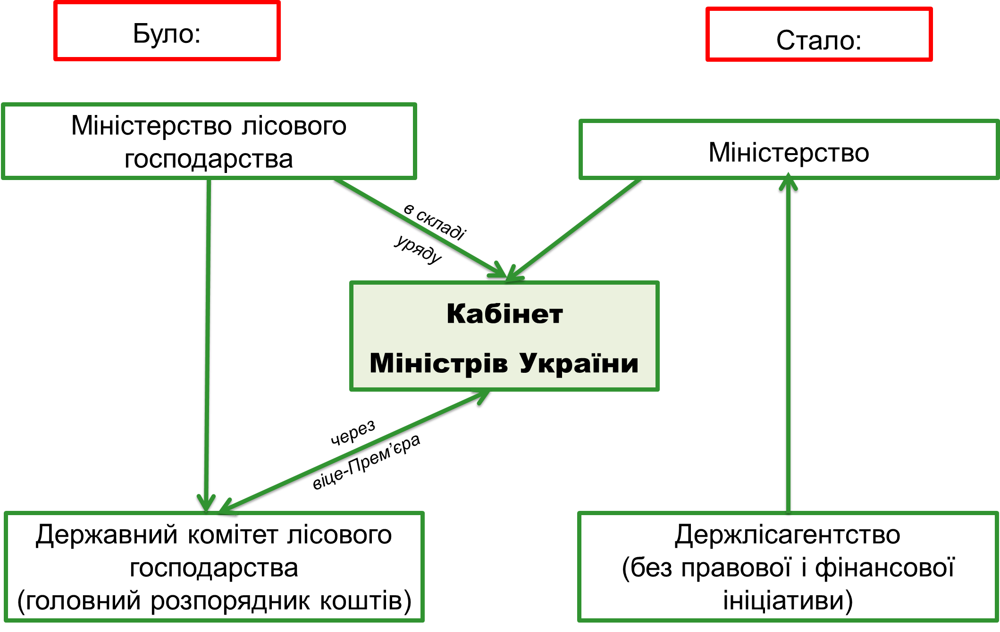 Було:
Стало:
Міністерство лісового
господарства
Міністерство
в складі
уряду
Кабінет
Міністрів України
через
віце-Прем’єра
Державний комітет лісового
господарства
(головний розпорядник коштів)
Держлісагентство
(без правової і фінансової
ініціативи)